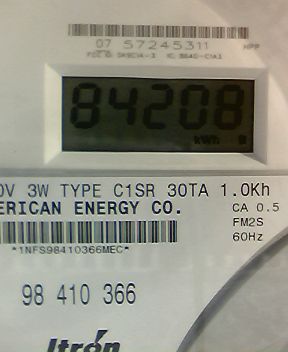 07 57245311
84208
kWh
0V 3W TYPE C1SR 30TA 1.0Kh
ERICAN ENERGY CO. CA 0.5
FM2S
60Hz
*1NFS98410366MEC*
98 410 366
Itrón